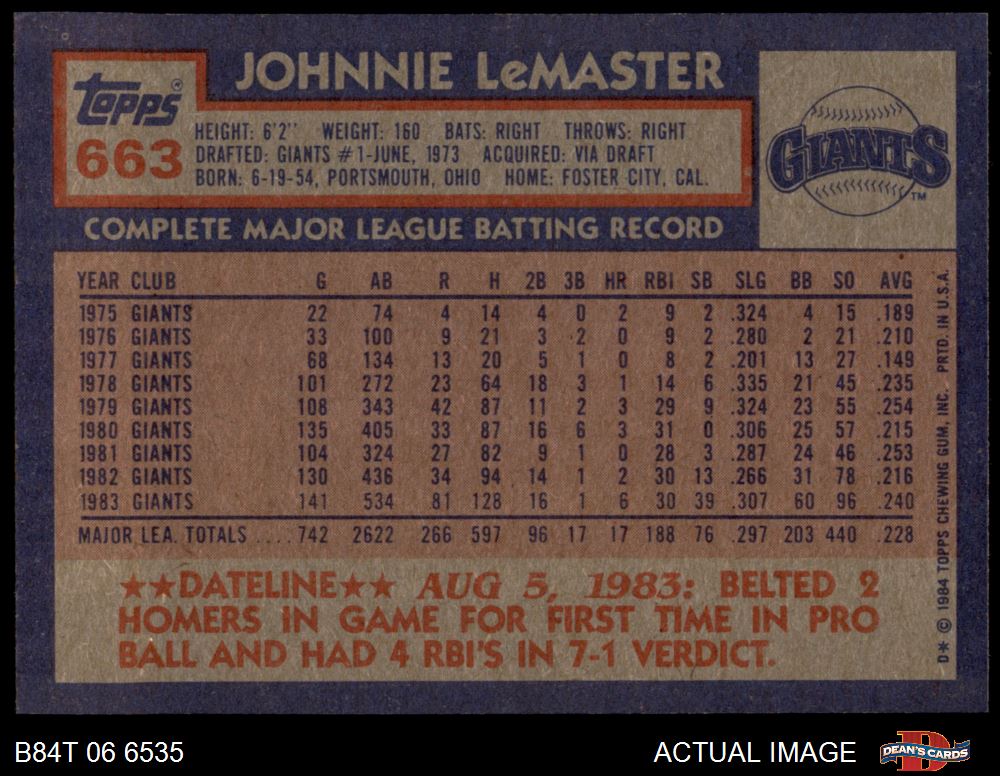 JOHNNIE LeMASTER
Topps®
663
HEIGHT: 6'2" WEIGHT: 160 BATS: RIGHT THROWS: RIGHT
DRAFTED: GIANTS #1-JUNE, 1973 ACQUIRED: VIA DRAFT
BORN: 6-19-54, PORTSMOUTH, OHIO HOME: FOSTER CITY, CAL.
GIANTS
TM
COMPLETE MAJOR LEAGUE BATTING RECORD
YEAR CLUB G AB R H 2B 3B HR RBI SB SLG BB SO AVG
1975 GIANTS 22 74 4 14 4 0 2 9 2 .324 4 15 .189
1976 GIANTS 33 100 9 21 3 2 0 9 2 .280 2 21 .210
1977 GIANTS 68 134 13 20 5 1 0 8 2 .201 13 27 .149
1978 GIANTS 101 272 23 64 18 3 1 14 6 .335 21 45 .235
1979 GIANTS 108 343 42 87 11 2 3 29 9 .324 23 55 .254
1980 GIANTS 135 405 33 87 16 6 3 31 0 .306 25 57 .215
1981 GIANTS 104 324 27 82 9 1 0 28 3 .287 24 46 .253
1982 GIANTS 130 436 34 94 14 1 2 30 13 .266 31 78 .216
1983 GIANTS 141 534 81 128 16 1 6 30 39 .307 60 96 .240
MAJOR LEA. TOTALS .... 742 2622 266 597 96 17 17 188 76 .297 203 440 .228
★★DATELINE★★ AUG 5, 1983: BELTED 2
HOMERS IN GAME FOR FIRST TIME IN PRO
BALL AND HAD 4 RBI'S IN 7-1 VERDICT.
D* © 1984 TOPPS CHEWING GUM, INC. PRTD. IN U.S.A.
B84T 06 6535
ACTUAL IMAGE
D
DEAN'S CARDS